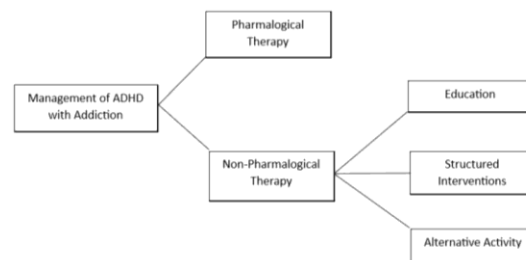 Pharmalogical
Therapy
Management of ADHD
with Addiction
Education
Non-Pharmalogical
Therapy
Structured
Interventions
Alternative Activity